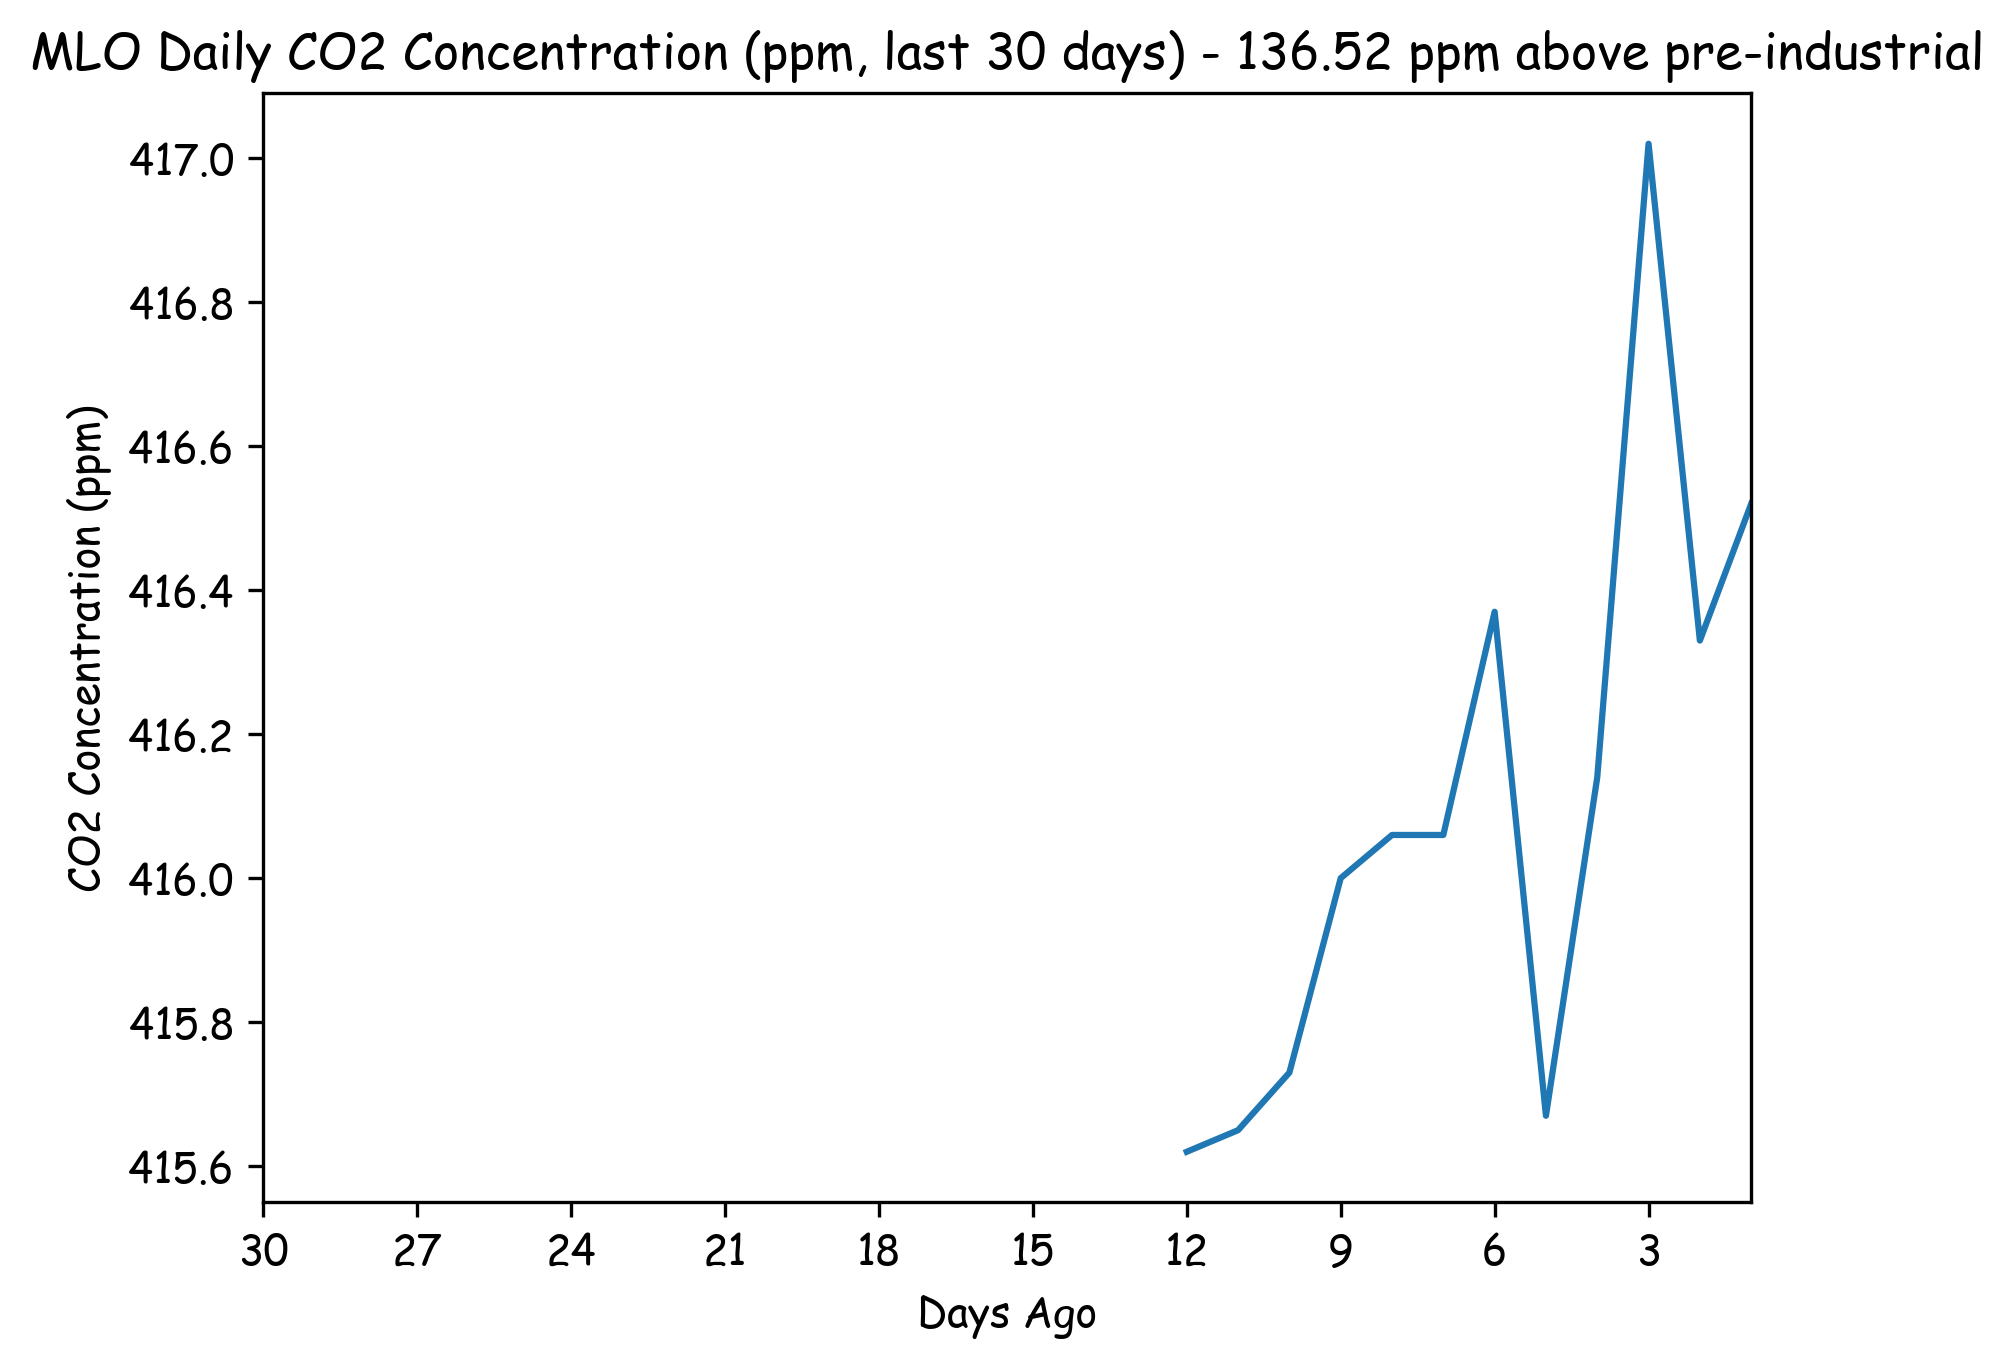 MLO Daily CO2 Concentration (ppm, last 30 days) - 136.52 ppm above pre-industrial
417.0
416.8
416.6
416.4
416.2
416.0
415.8
415.6
CO2 Concentration (ppm)
30 27 24 21 18 15 12 9 6 3
Days Ago